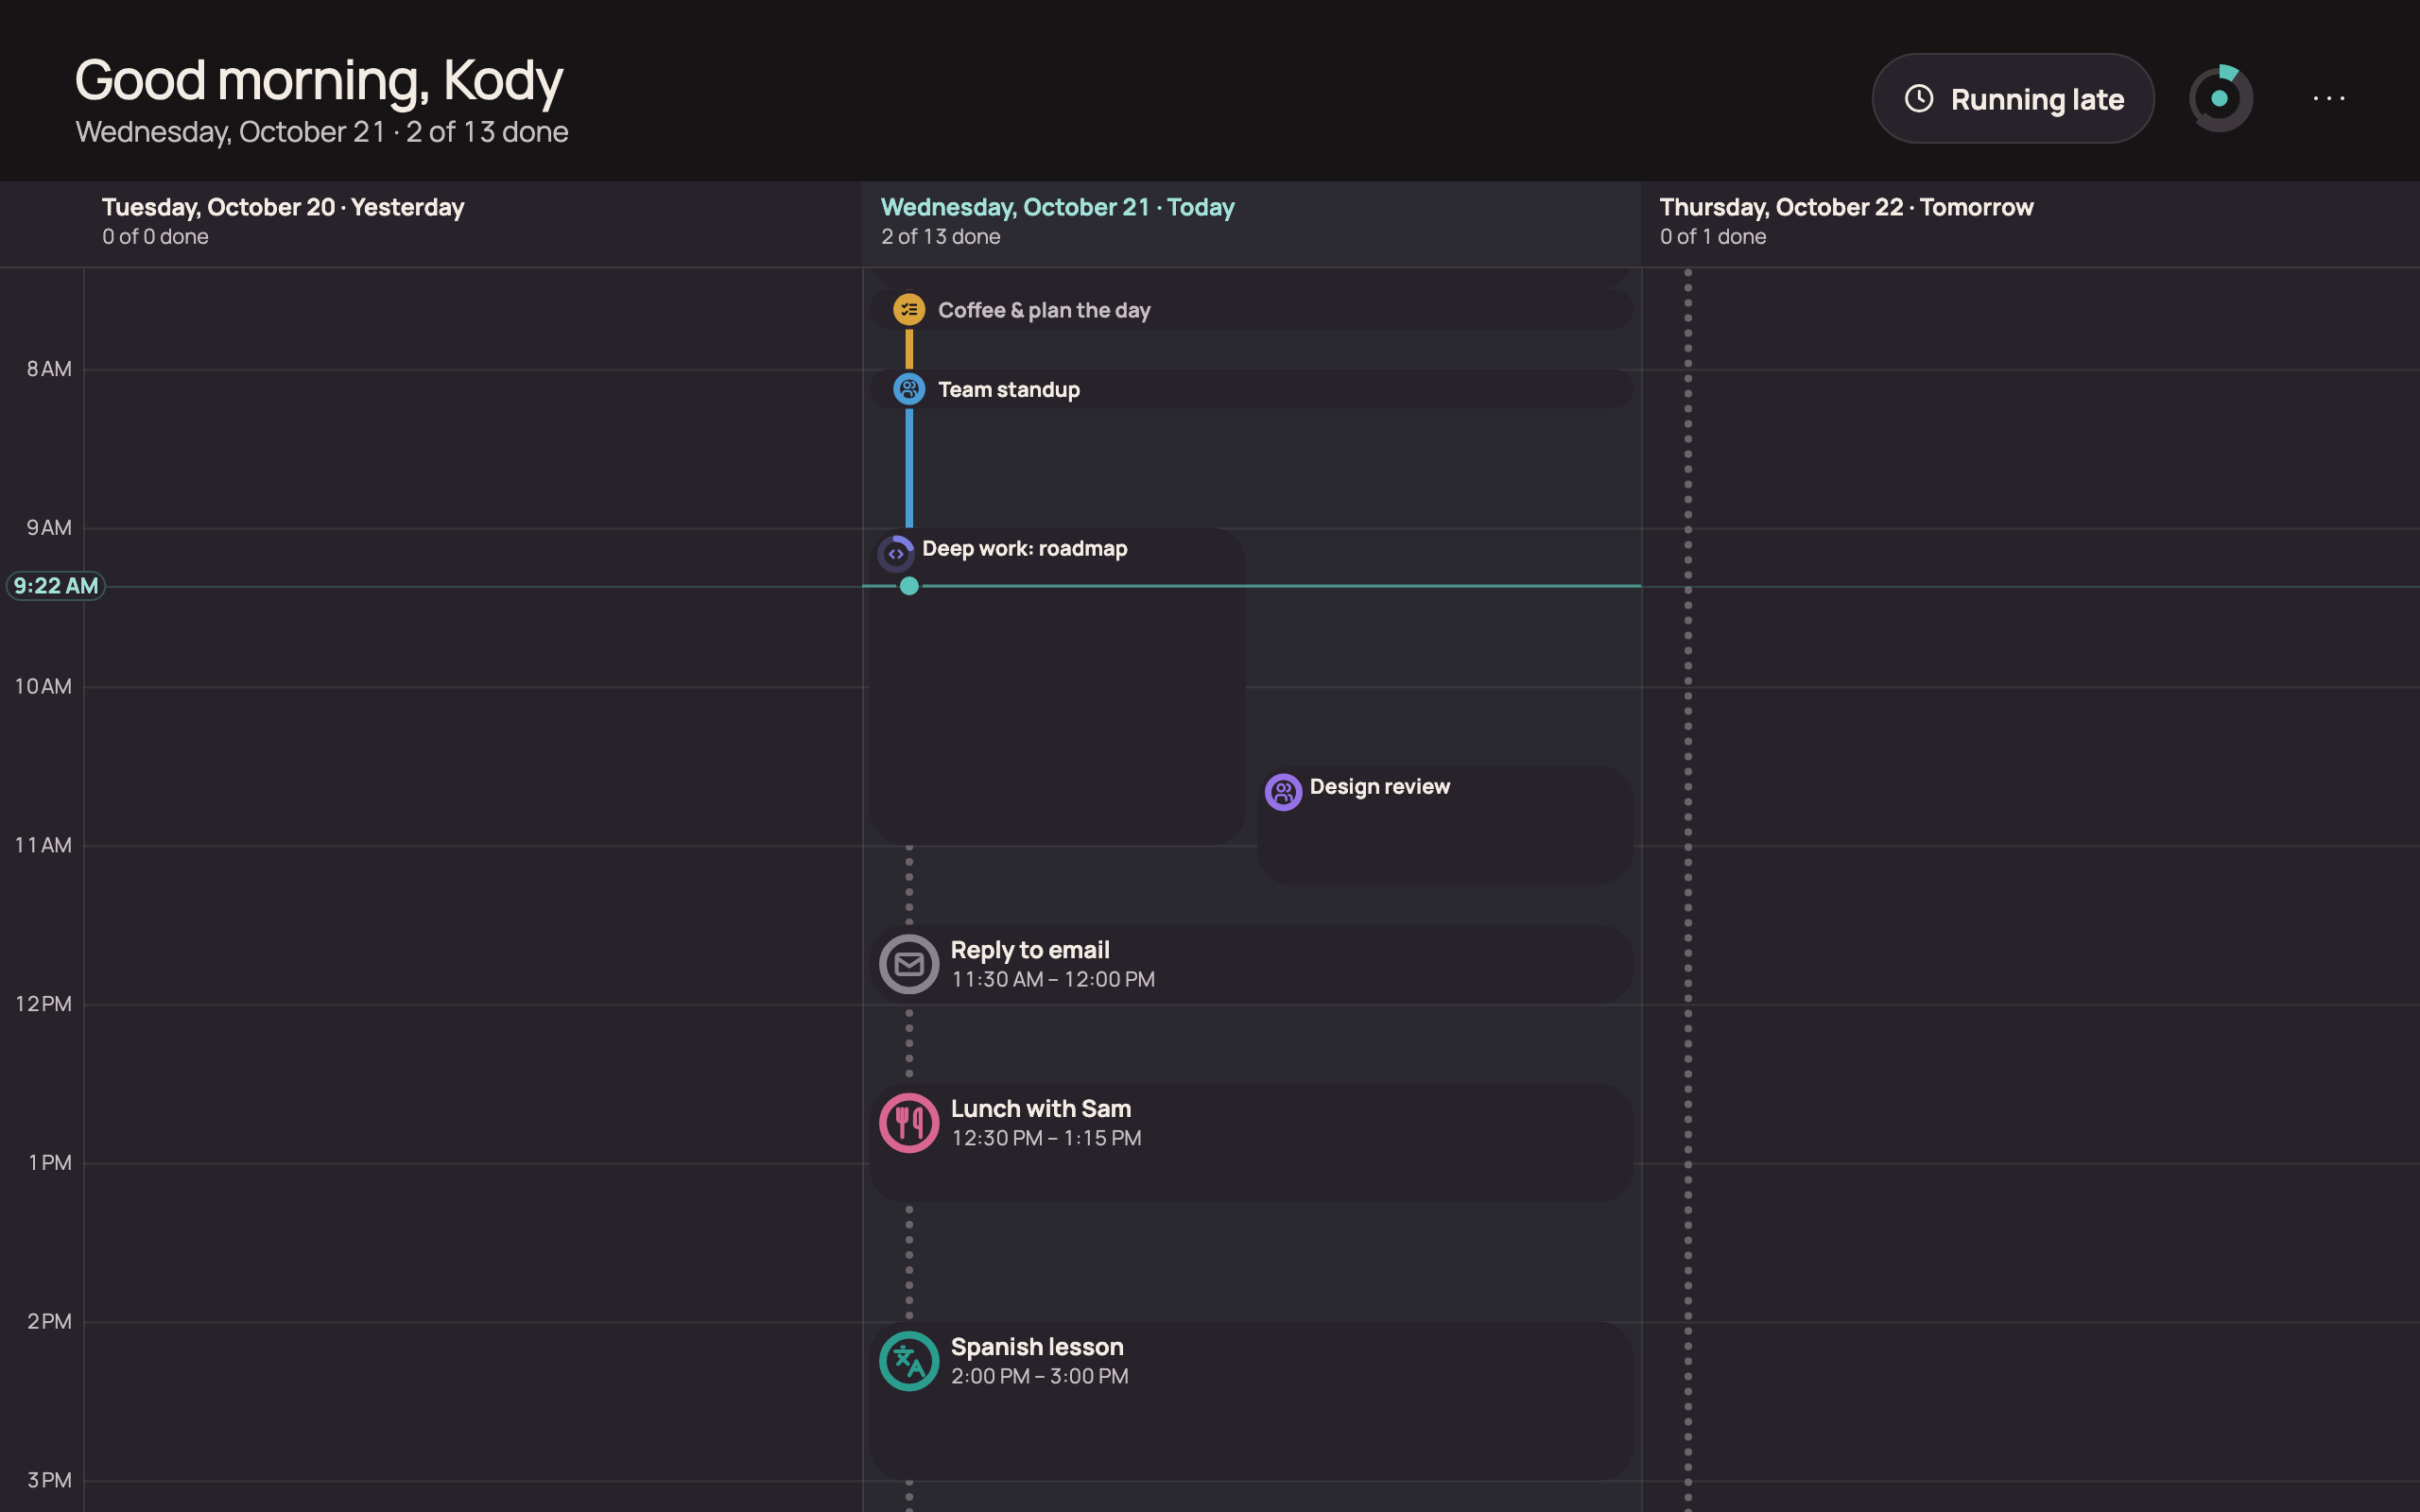 Good morning, Kody
Wednesday, October 21 · 2 of 13 done
Running late
Tuesday, October 20 · Yesterday
0 of 0 done
Wednesday, October 21 · Today
2 of 13 done
Thursday, October 22 · Tomorrow
0 of 1 done
Coffee & plan the day
8 AM
Team standup
9 AM
Deep work: roadmap
9:22 AM
10 AM
Design review
11 AM
Reply to email
11:30 AM – 12:00 PM
12 PM
Lunch with Sam
12:30 PM – 1:15 PM
1 PM
2 PM
Spanish lesson
2:00 PM – 3:00 PM
3 PM